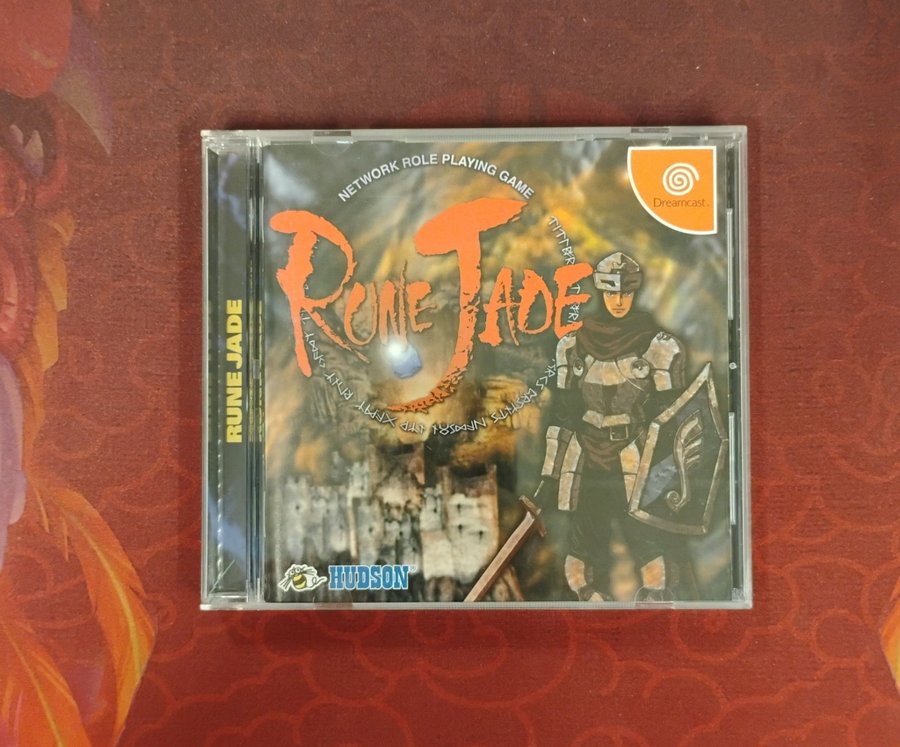 NETWORK ROLE PLAYING GAME
RUNE JADE
Dreamcast
RUNE JADE
HUDSON®